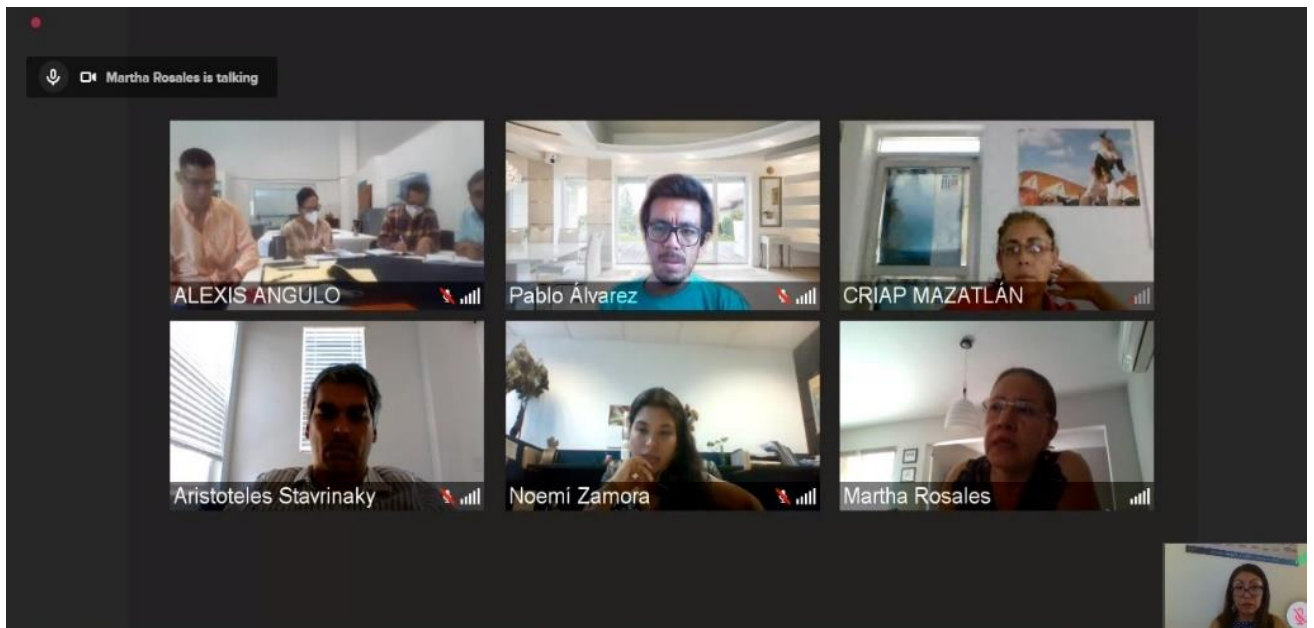 Martha Rosales is talking
ALEXIS ANGULO
Pablo Álvarez
CRIAP MAZATLÁN
Aristoteles Stavrinaky
Noemí Zamora
Martha Rosales